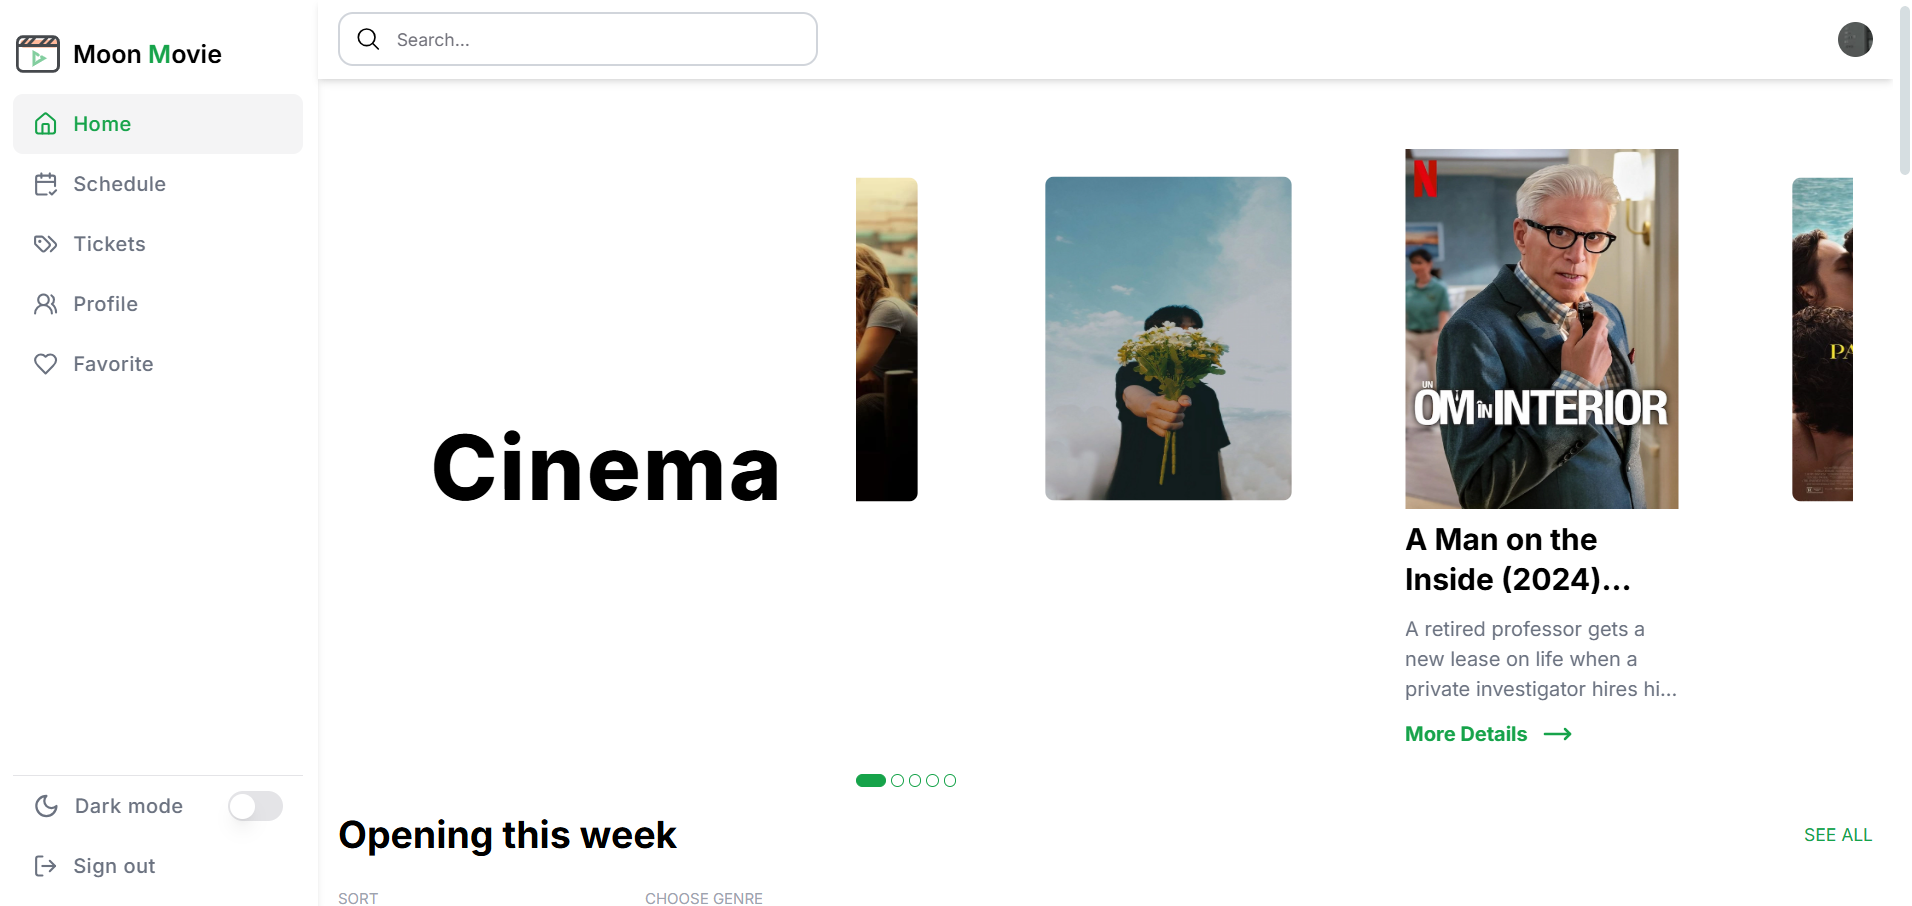 Moon Movie
Search...
Home
Schedule
Tickets
Profile
Favorite
Dark mode
Sign out
Cinema
N
UN
OM ÎN INTERIOR
PA
A Man on the
Inside (2024)...
A retired professor gets a
new lease on life when a
private investigator hires hi...
More Details
Opening this week
SEE ALL
SORT
CHOOSE GENRE